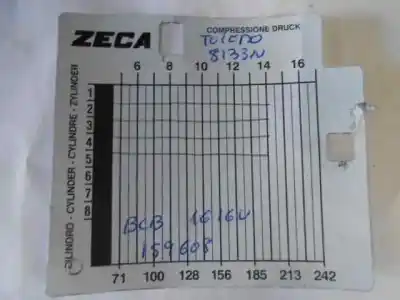 ZECA COMPRESSIONE DRUCK
TOLEDO
8133N
6 8 10 12 14 16
CILINDRO - CYLINDER - CYLINDRE - ZYLINDER
1
2
3
4
5
6
7
8
BCB 1616U
159608
71 100 128 156 185 213 242